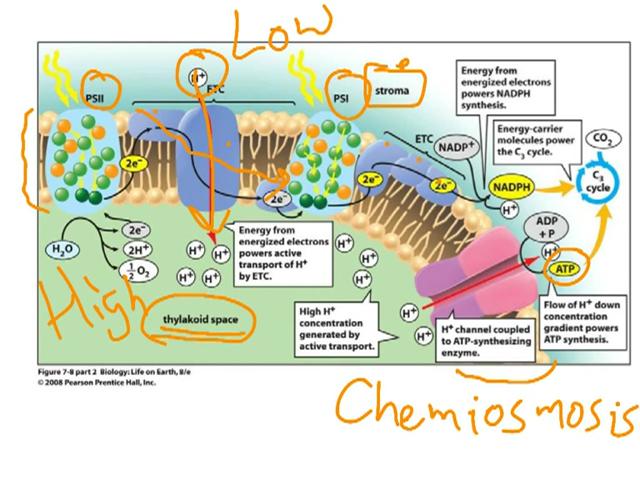 Low
H+
ETC
PSII
PSI
stroma
Energy from
energized electrons
powers NADPH
synthesis.
Energy-carrier
molecules power
the C3 cycle.
CO2
ETC
NADP+
C3
cycle
2e-
2e-
2e-
2e-
NADPH
H+
ADP
+ P
ATP
H2O
2e-
2H+
1/2 O2
H+
H+
H+
H+
Energy from
energized electrons
powers active
transport of H+
by ETC.
H+
H+
H+
H+
H+
H+
High
thylakoid space
High H+
concentration
generated by
active transport.
H+ channel coupled
to ATP-synthesizing
enzyme.
Flow of H+ down
concentration
gradient powers
ATP synthesis.
Figure 7-8 part 2 Biology: Life on Earth, 8/e
© 2008 Pearson Prentice Hall, Inc.
Chemiosmosis